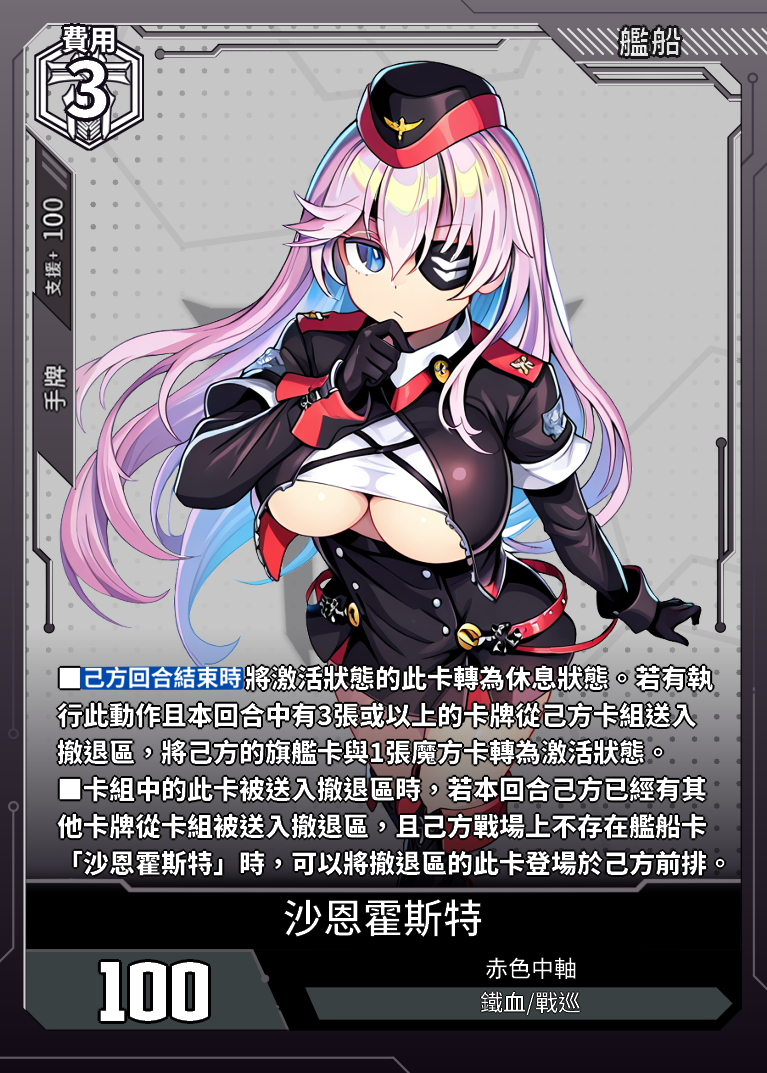 費用
3
艦船
支援+ 100
手牌
■己方回合結束時將激活狀態的此卡轉為休息狀態。若有執
行此動作且本回合中有3張或以上的卡牌從己方卡組送入
撤退區，將己方的旗艦卡與1張魔方卡轉為激活狀態。
■卡組中的此卡被送入撤退區時，若本回合己方已經有其
他卡牌從卡組被送入撤退區，且己方戰場上不存在艦船卡
「沙恩霍斯特」時，可以將撤退區的此卡登場於己方前排。
沙恩霍斯特
100
赤色中軸
鐵血/戰巡